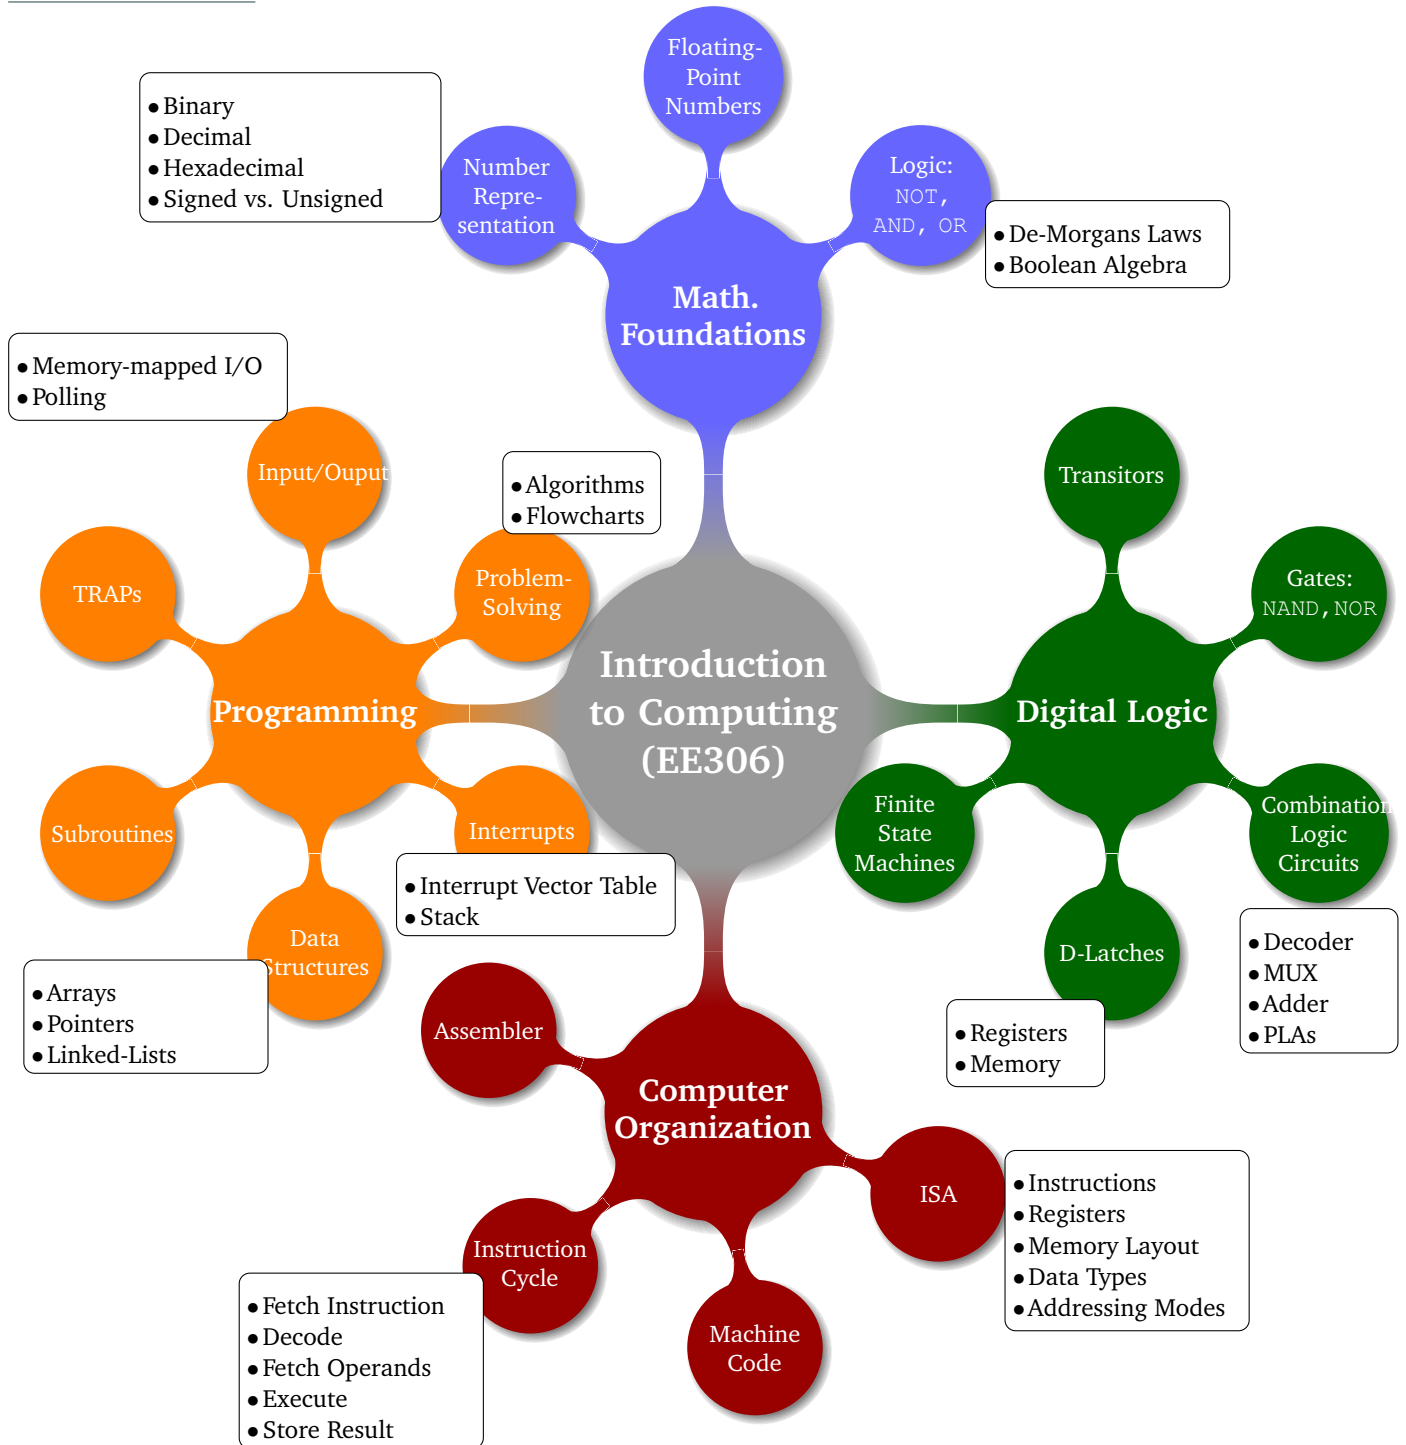 Floating-
Point
Numbers
• Binary
• Decimal
• Hexadecimal
• Signed vs. Unsigned
Number
Repre-
sentation
Logic:
NOT,
AND, OR
• De-Morgans Laws
• Boolean Algebra
Math.
Foundations
• Memory-mapped I/O
• Polling
Input/Ouput
• Algorithms
• Flowcharts
Problem-
Solving
TRAPs
Programming
Subroutines
Interrupts
• Interrupt Vector Table
• Stack
Data
Structures
• Arrays
• Pointers
• Linked-Lists
Introduction
to Computing
(EE306)
Transitors
Gates:
NAND, NOR
Digital Logic
Finite
State
Machines
Combination
Logic
Circuits
• Decoder
• MUX
• Adder
• PLAs
D-Latches
• Registers
• Memory
Assembler
Computer
Organization
ISA
• Instructions
• Registers
• Memory Layout
• Data Types
• Addressing Modes
Instruction
Cycle
• Fetch Instruction
• Decode
• Fetch Operands
• Execute
• Store Result
Machine
Code